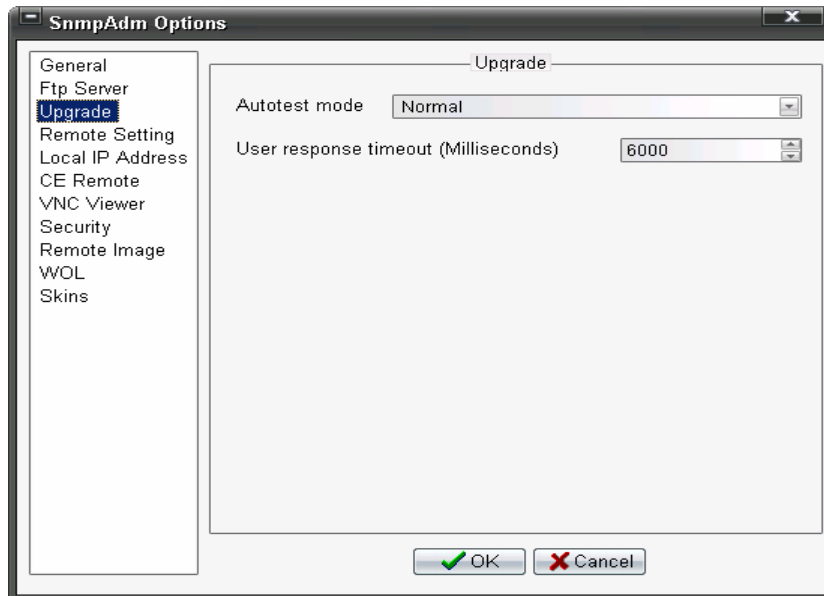 SnmpAdm Options
General
Ftp Server
Upgrade
Remote Setting
Local IP Address
CE Remote
VNC Viewer
Security
Remote Image
WOL
Skins
Upgrade
Autotest mode Normal
User response timeout (Milliseconds) 6000
OK Cancel